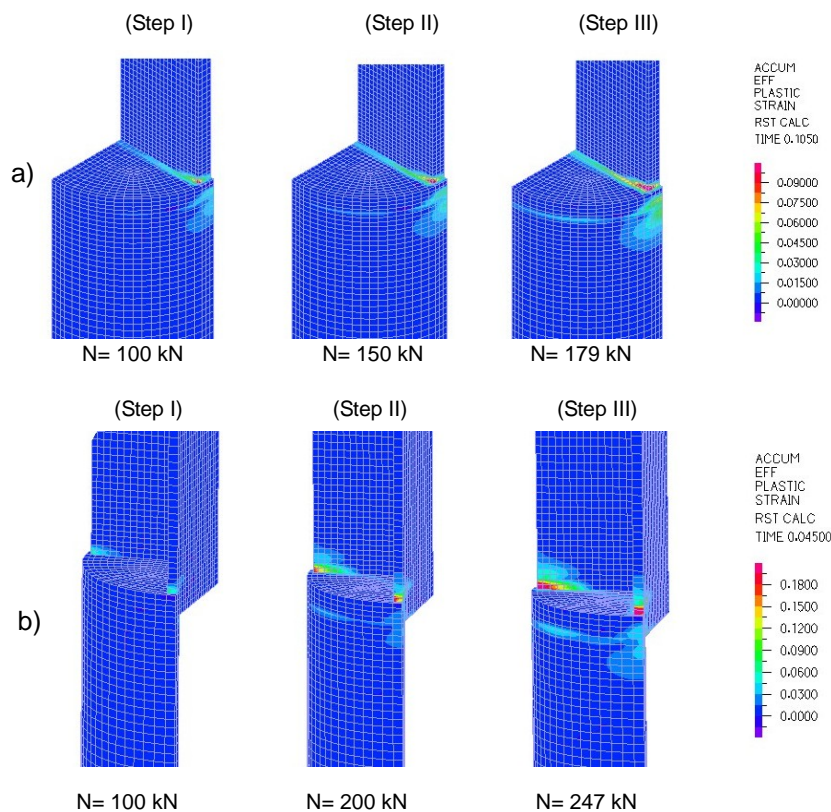 (Step I) (Step II) (Step III)
ACCUM
EFF
PLASTIC
STRAIN
RST CALC
TIME 0.1050
a)
0.09000
0.07500
0.06000
0.04500
0.03000
0.01500
0.00000
N= 100 kN N= 150 kN N= 179 kN
(Step I) (Step II) (Step III)
ACCUM
EFF
PLASTIC
STRAIN
RST CALC
TIME 0.04500
b)
0.1800
0.1500
0.1200
0.0900
0.0600
0.0300
0.0000
N= 100 kN N= 200 kN N= 247 kN